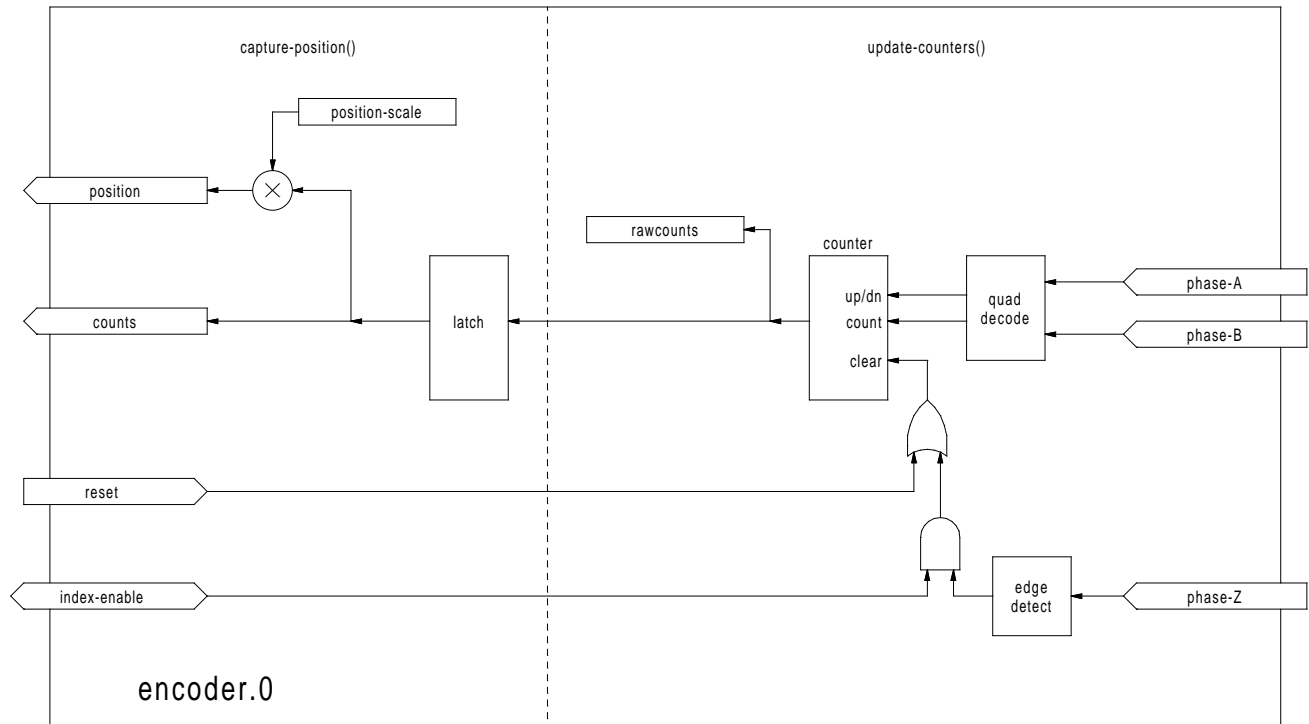 capture-position()
update-counters()
position-scale
position
rawcounts
counter
phase-A
up/dn
quad
decode
counts
latch
count
phase-B
clear
reset
index-enable
edge
detect
phase-Z
encoder.0